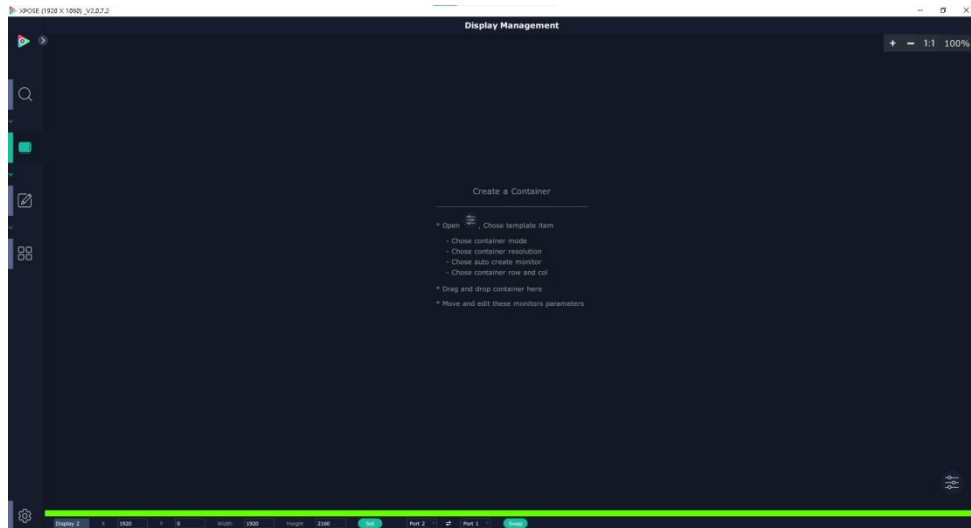 XPOSE (1920 X 1080) _V2.0.7.2
Display Management
+ - 1:1 100%
Create a Container
* Open , Chose template item
- Chose container mode
- Chose container resolution
- Chose auto create monitor
- Chose container row and col
* Drag and drop container here
* Move and edit these monitors parameters
Display 2 X 1920 Y 0 Width 1920 Height 2160 Set Port 2 Port 1 Swap